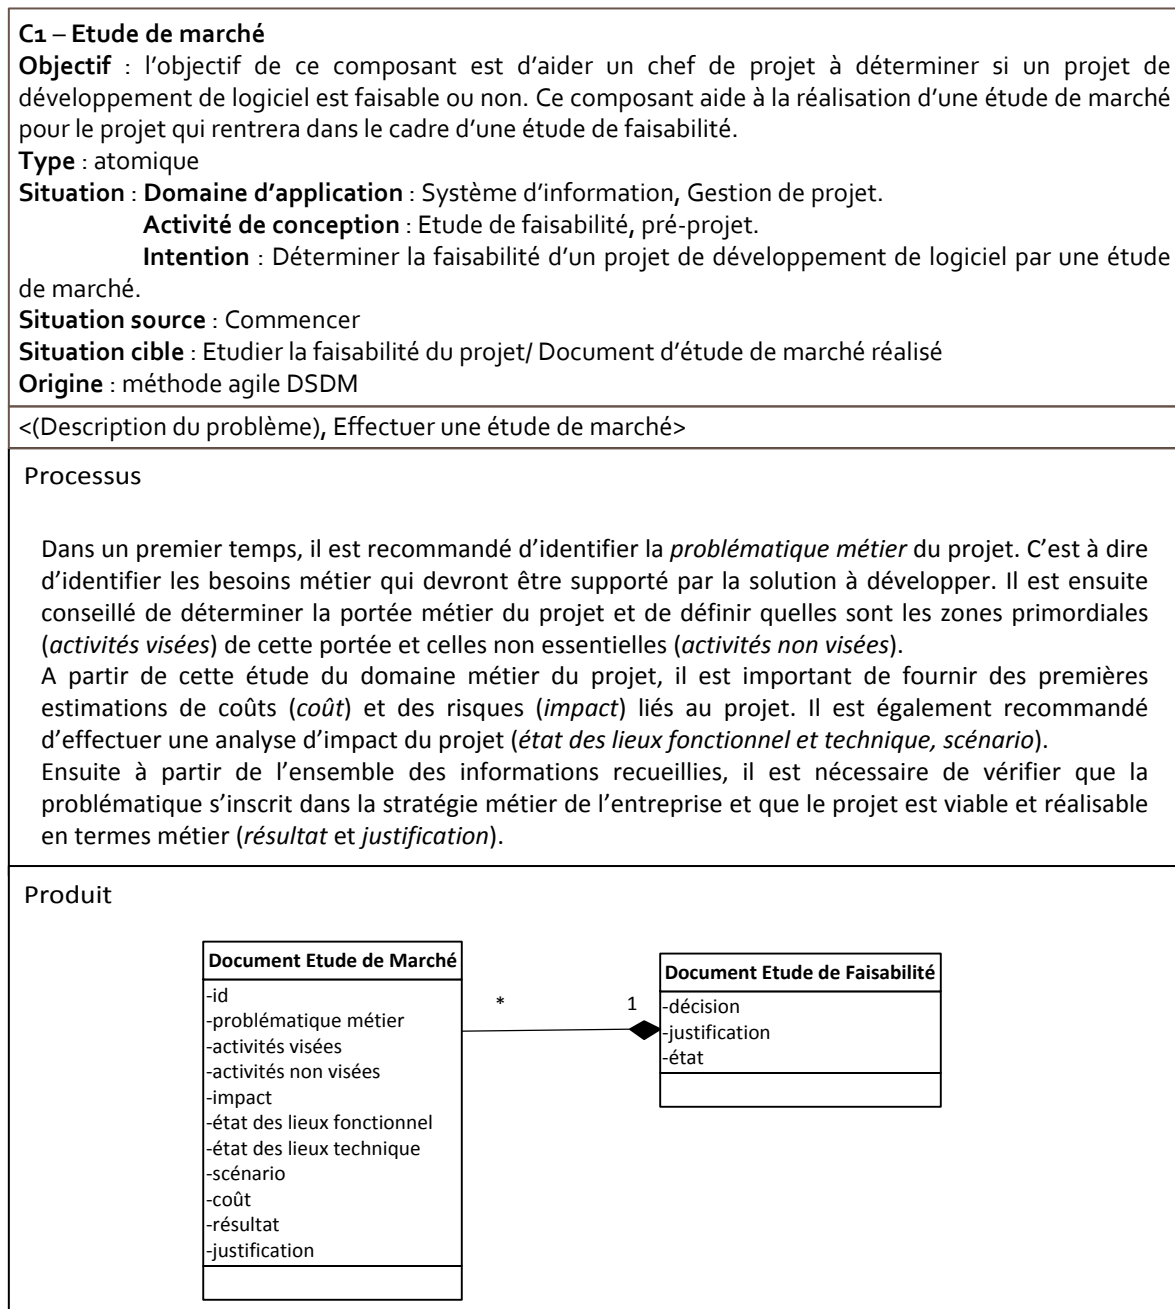 C1 – Etude de marché
Objectif : l’objectif de ce composant est d’aider un chef de projet à déterminer si un projet de
développement de logiciel est faisable ou non. Ce composant aide à la réalisation d’une étude de marché
pour le projet qui rentrera dans le cadre d’une étude de faisabilité.
Type : atomique
Situation : Domaine d’application : Système d’information, Gestion de projet.
Activité de conception : Etude de faisabilité, pré-projet.
Intention : Déterminer la faisabilité d’un projet de développement de logiciel par une étude
de marché.
Situation source : Commencer
Situation cible : Etudier la faisabilité du projet/ Document d’étude de marché réalisé
Origine : méthode agile DSDM
<(Description du problème), Effectuer une étude de marché>
Processus
Dans un premier temps, il est recommandé d’identifier la problématique métier du projet. C’est à dire
d’identifier les besoins métier qui devront être supporté par la solution à développer. Il est ensuite
conseillé de déterminer la portée métier du projet et de définir quelles sont les zones primordiales
(activités visées) de cette portée et celles non essentielles (activités non visées).
A partir de cette étude du domaine métier du projet, il est important de fournir des premières
estimations de coûts (coût) et des risques (impact) liés au projet. Il est également recommandé
d’effectuer une analyse d’impact du projet (état des lieux fonctionnel et technique, scénario).
Ensuite à partir de l’ensemble des informations recueillies, il est nécessaire de vérifier que la
problématique s’inscrit dans la stratégie métier de l’entreprise et que le projet est viable et réalisable
en termes métier (résultat et justification).
Produit
Document Etude de Marché
-id
-problématique métier
-activités visées
-activités non visées
-impact
-état des lieux fonctionnel
-état des lieux technique
-scénario
-coût
-résultat
-justification
* 1
Document Etude de Faisabilité
-décision
-justification
-état